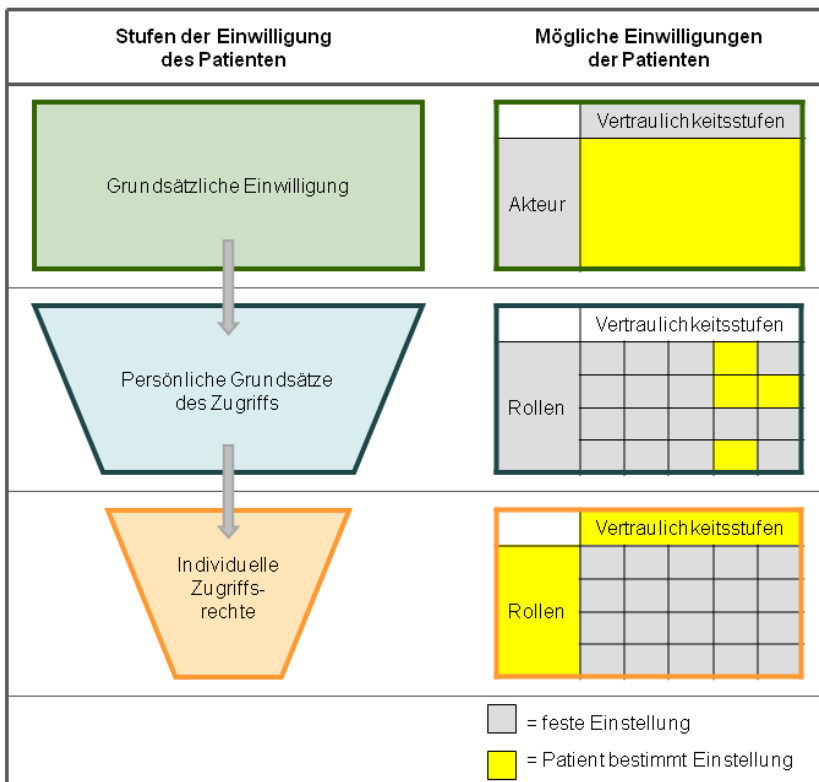 Stufen der Einwilligung
des Patienten
Mögliche Einwilligungen
der Patienten
Grundsätzliche Einwilligung
Vertraulichkeitsstufen
Akteur
Persönliche Grundsätze
des Zugriffs
Vertraulichkeitsstufen
Rollen
Individuelle
Zugriffs-
rechte
Vertraulichkeitsstufen
Rollen
= feste Einstellung
= Patient bestimmt Einstellung